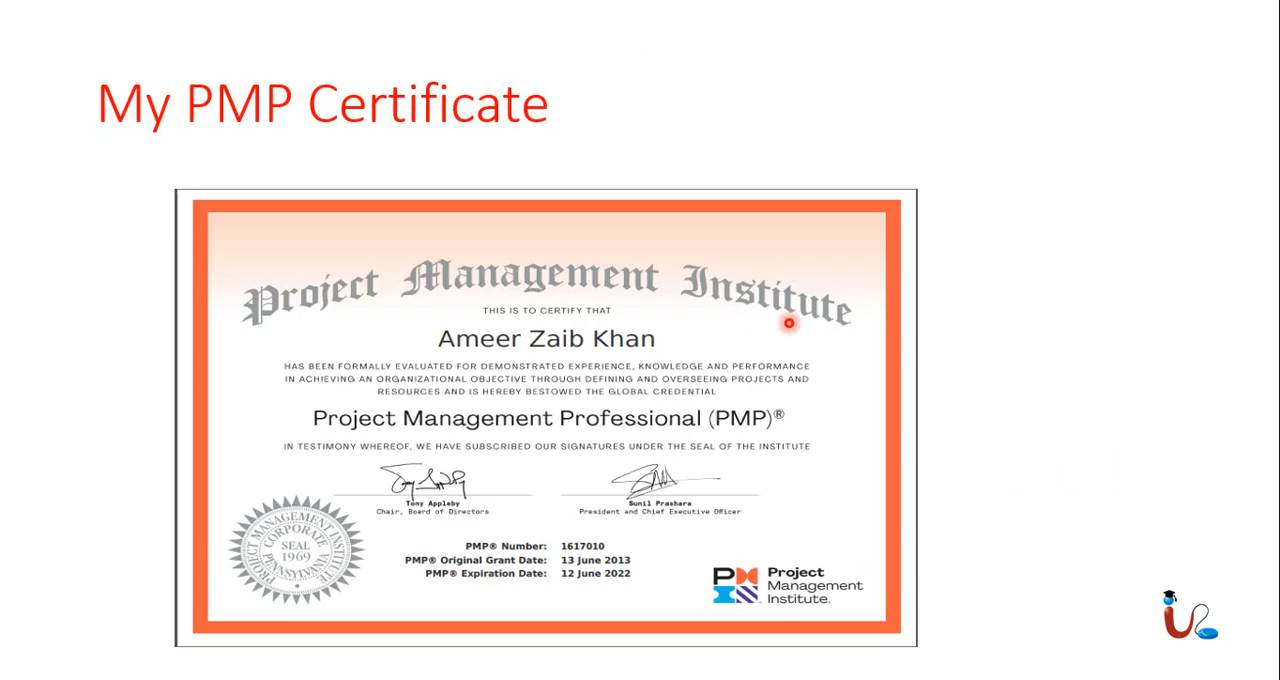 My PMP Certificate
Project Management Institute
THIS IS TO CERTIFY THAT
Ameer Zaib Khan
HAS BEEN FORMALLY EVALUATED FOR DEMONSTRATED EXPERIENCE, KNOWLEDGE AND PERFORMANCE
IN ACHIEVING AN ORGANIZATIONAL OBJECTIVE THROUGH DEFINING AND OVERSEEING PROJECTS AND
RESOURCES AND IS HEREBY BESTOWED THE GLOBAL CREDENTIAL
Project Management Professional (PMP)®
IN TESTIMONY WHEREOF, WE HAVE SUBSCRIBED OUR SIGNATURES UNDER THE SEAL OF THE INSTITUTE
Tony Appleby
Chair, Board of Directors
Sunil Prashara
President and Chief Executive Officer
PROJECT MANAGEMENT INSTITUTE
CORPORATE
SEAL
1969
PENNSYLVANIA
PMP® Number: 1617010
PMP® Original Grant Date: 13 June 2013
PMP® Expiration Date: 12 June 2022
Project
Management
Institute.